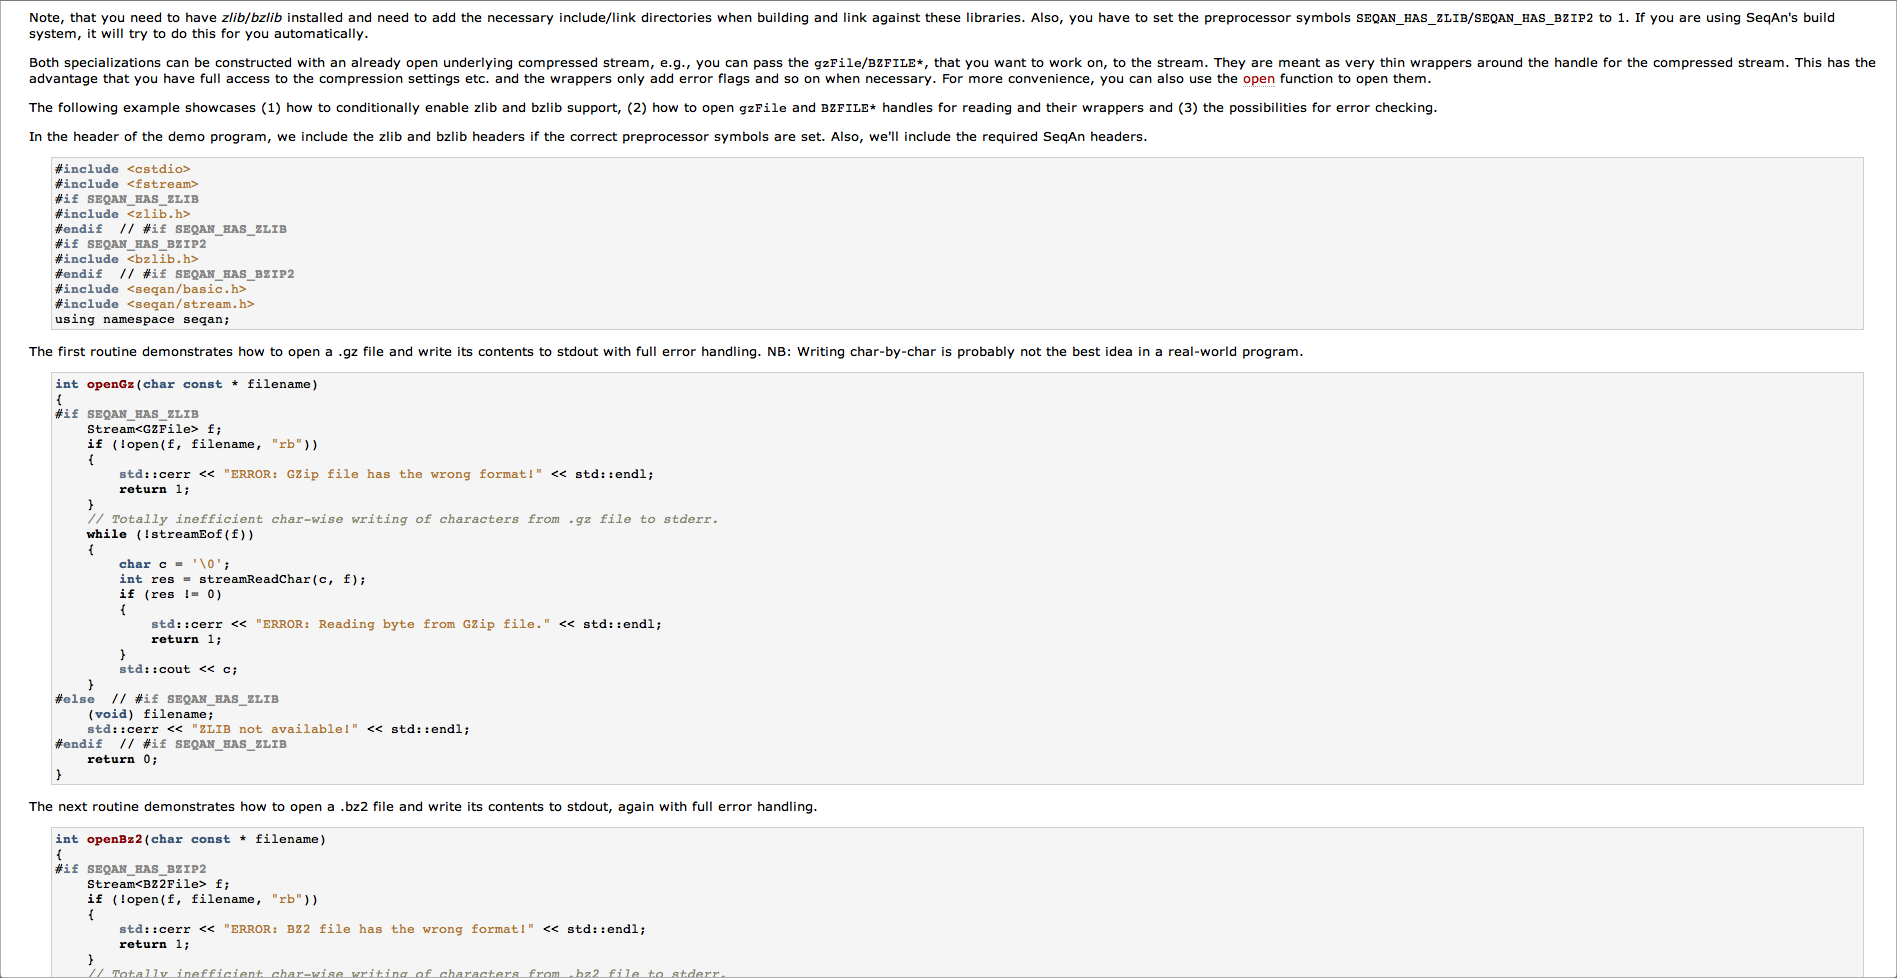 Note, that you need to have zlib/bzlib installed and need to add the necessary include/link directories when building and link against these libraries. Also, you have to set the preprocessor symbols SEQAN_HAS_ZLIB/SEQAN_HAS_BZIP2 to 1. If you are using SeqAn's build
system, it will try to do this for you automatically.
Both specializations can be constructed with an already open underlying compressed stream, e.g., you can pass the gzFile/BZFILE*, that you want to work on, to the stream. They are meant as very thin wrappers around the handle for the compressed stream. This has the
advantage that you have full access to the compression settings etc. and the wrappers only add error flags and so on when necessary. For more convenience, you can also use the open function to open them.
The following example showcases (1) how to conditionally enable zlib and bzlib support, (2) how to open gzFile and BZFILE* handles for reading and their wrappers and (3) the possibilities for error checking.
In the header of the demo program, we include the zlib and bzlib headers if the correct preprocessor symbols are set. Also, we'll include the required SeqAn headers.
#include <cstdio>
#include <fstream>
#if SEQAN_HAS_ZLIB
#include <zlib.h>
#endif  // #if SEQAN_HAS_ZLIB
#if SEQAN_HAS_BZIP2
#include <bzlib.h>
#endif  // #if SEQAN_HAS_BZIP2
#include <seqan/basic.h>
#include <seqan/stream.h>
using namespace seqan;
The first routine demonstrates how to open a .gz file and write its contents to stdout with full error handling. NB: Writing char-by-char is probably not the best idea in a real-world program.
int openGz(char const * filename)
{
#if SEQAN_HAS_ZLIB
    Stream<GZFile> f;
    if (!open(f, filename, "rb"))
    {
        std::cerr << "ERROR: GZip file has the wrong format!" << std::endl;
        return 1;
    }
    // Totally inefficient char-wise writing of characters from .gz file to stderr.
    while (!streamEof(f))
    {
        char c = '\0';
        int res = streamReadChar(c, f);
        if (res != 0)
        {
            std::cerr << "ERROR: Reading byte from GZip file." << std::endl;
            return 1;
        }
        std::cout << c;
    }
#else  // #if SEQAN_HAS_ZLIB
    (void) filename;
    std::cerr << "ZLIB not available!" << std::endl;
#endif  // #if SEQAN_HAS_ZLIB
    return 0;
}
The next routine demonstrates how to open a .bz2 file and write its contents to stdout, again with full error handling.
int openBz2(char const * filename)
{
#if SEQAN_HAS_BZIP2
    Stream<BZ2File> f;
    if (!open(f, filename, "rb"))
    {
        std::cerr << "ERROR: BZ2 file has the wrong format!" << std::endl;
        return 1;
    }
    // Totally inefficient char-wise writing of characters from .bz2 file to stderr.